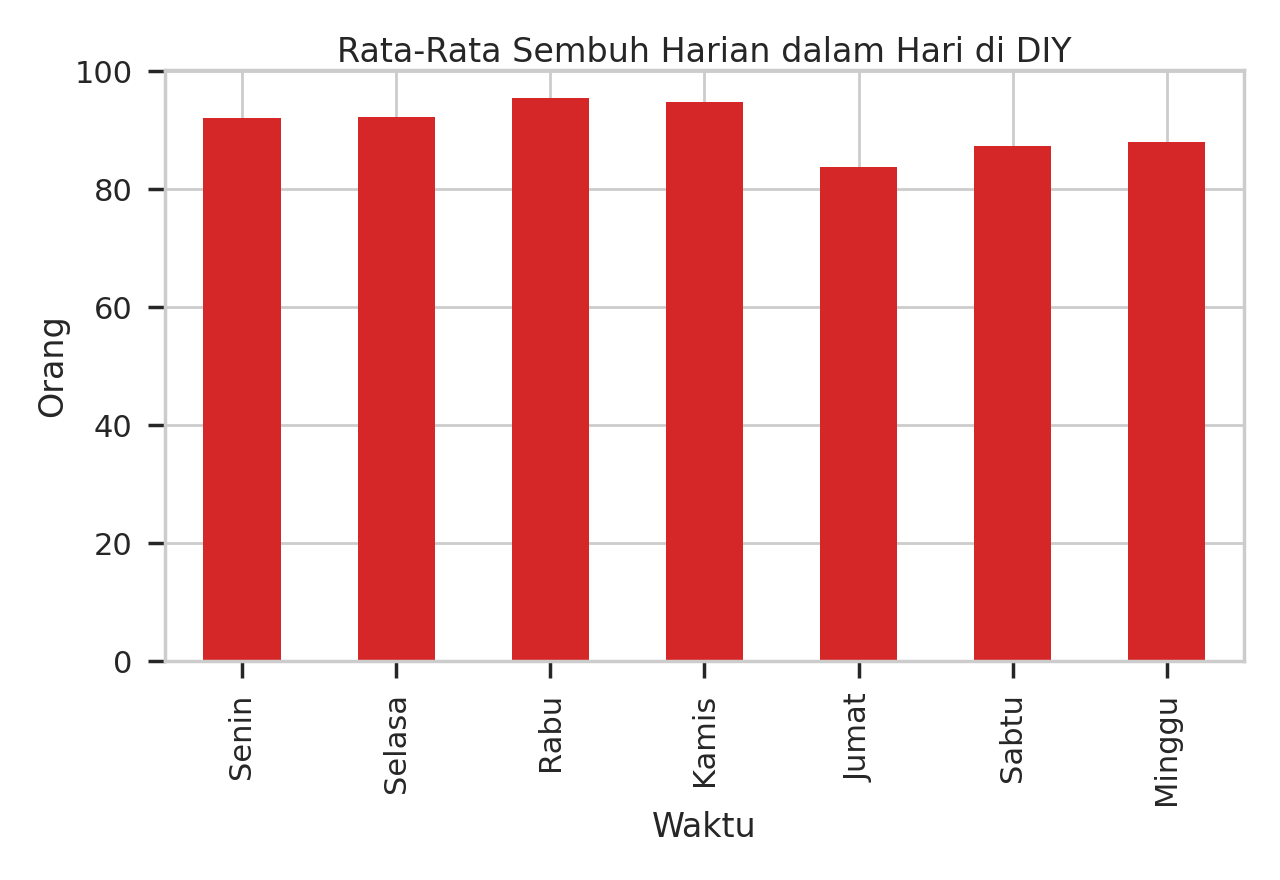 Rata-Rata Sembuh Harian dalam Hari di DIY
100
80
60
40
20
0
Orang
Senin
Selasa
Rabu
Kamis
Jumat
Sabtu
Minggu
Waktu